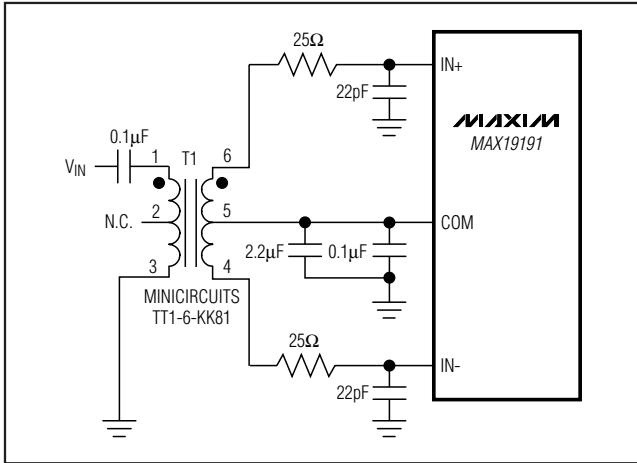 25Ω
IN+
22pF
MAXIM
MAX19191
0.1μF
1
T1
6
VIN
N.C.
2
5
COM
2.2μF
0.1μF
3
4
MINICIRCUITS
TT1-6-KK81
25Ω
IN-
22pF